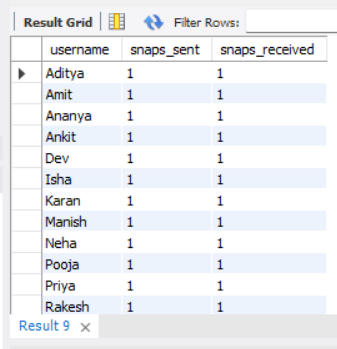 Result Grid Filter Rows:
username snaps_sent snaps_received
Aditya 1 1
Amit 1 1
Ananya 1 1
Ankit 1 1
Dev 1 1
Isha 1 1
Karan 1 1
Manish 1 1
Neha 1 1
Pooja 1 1
Priya 1 1
Rakesh 1 1
Result 9 ×